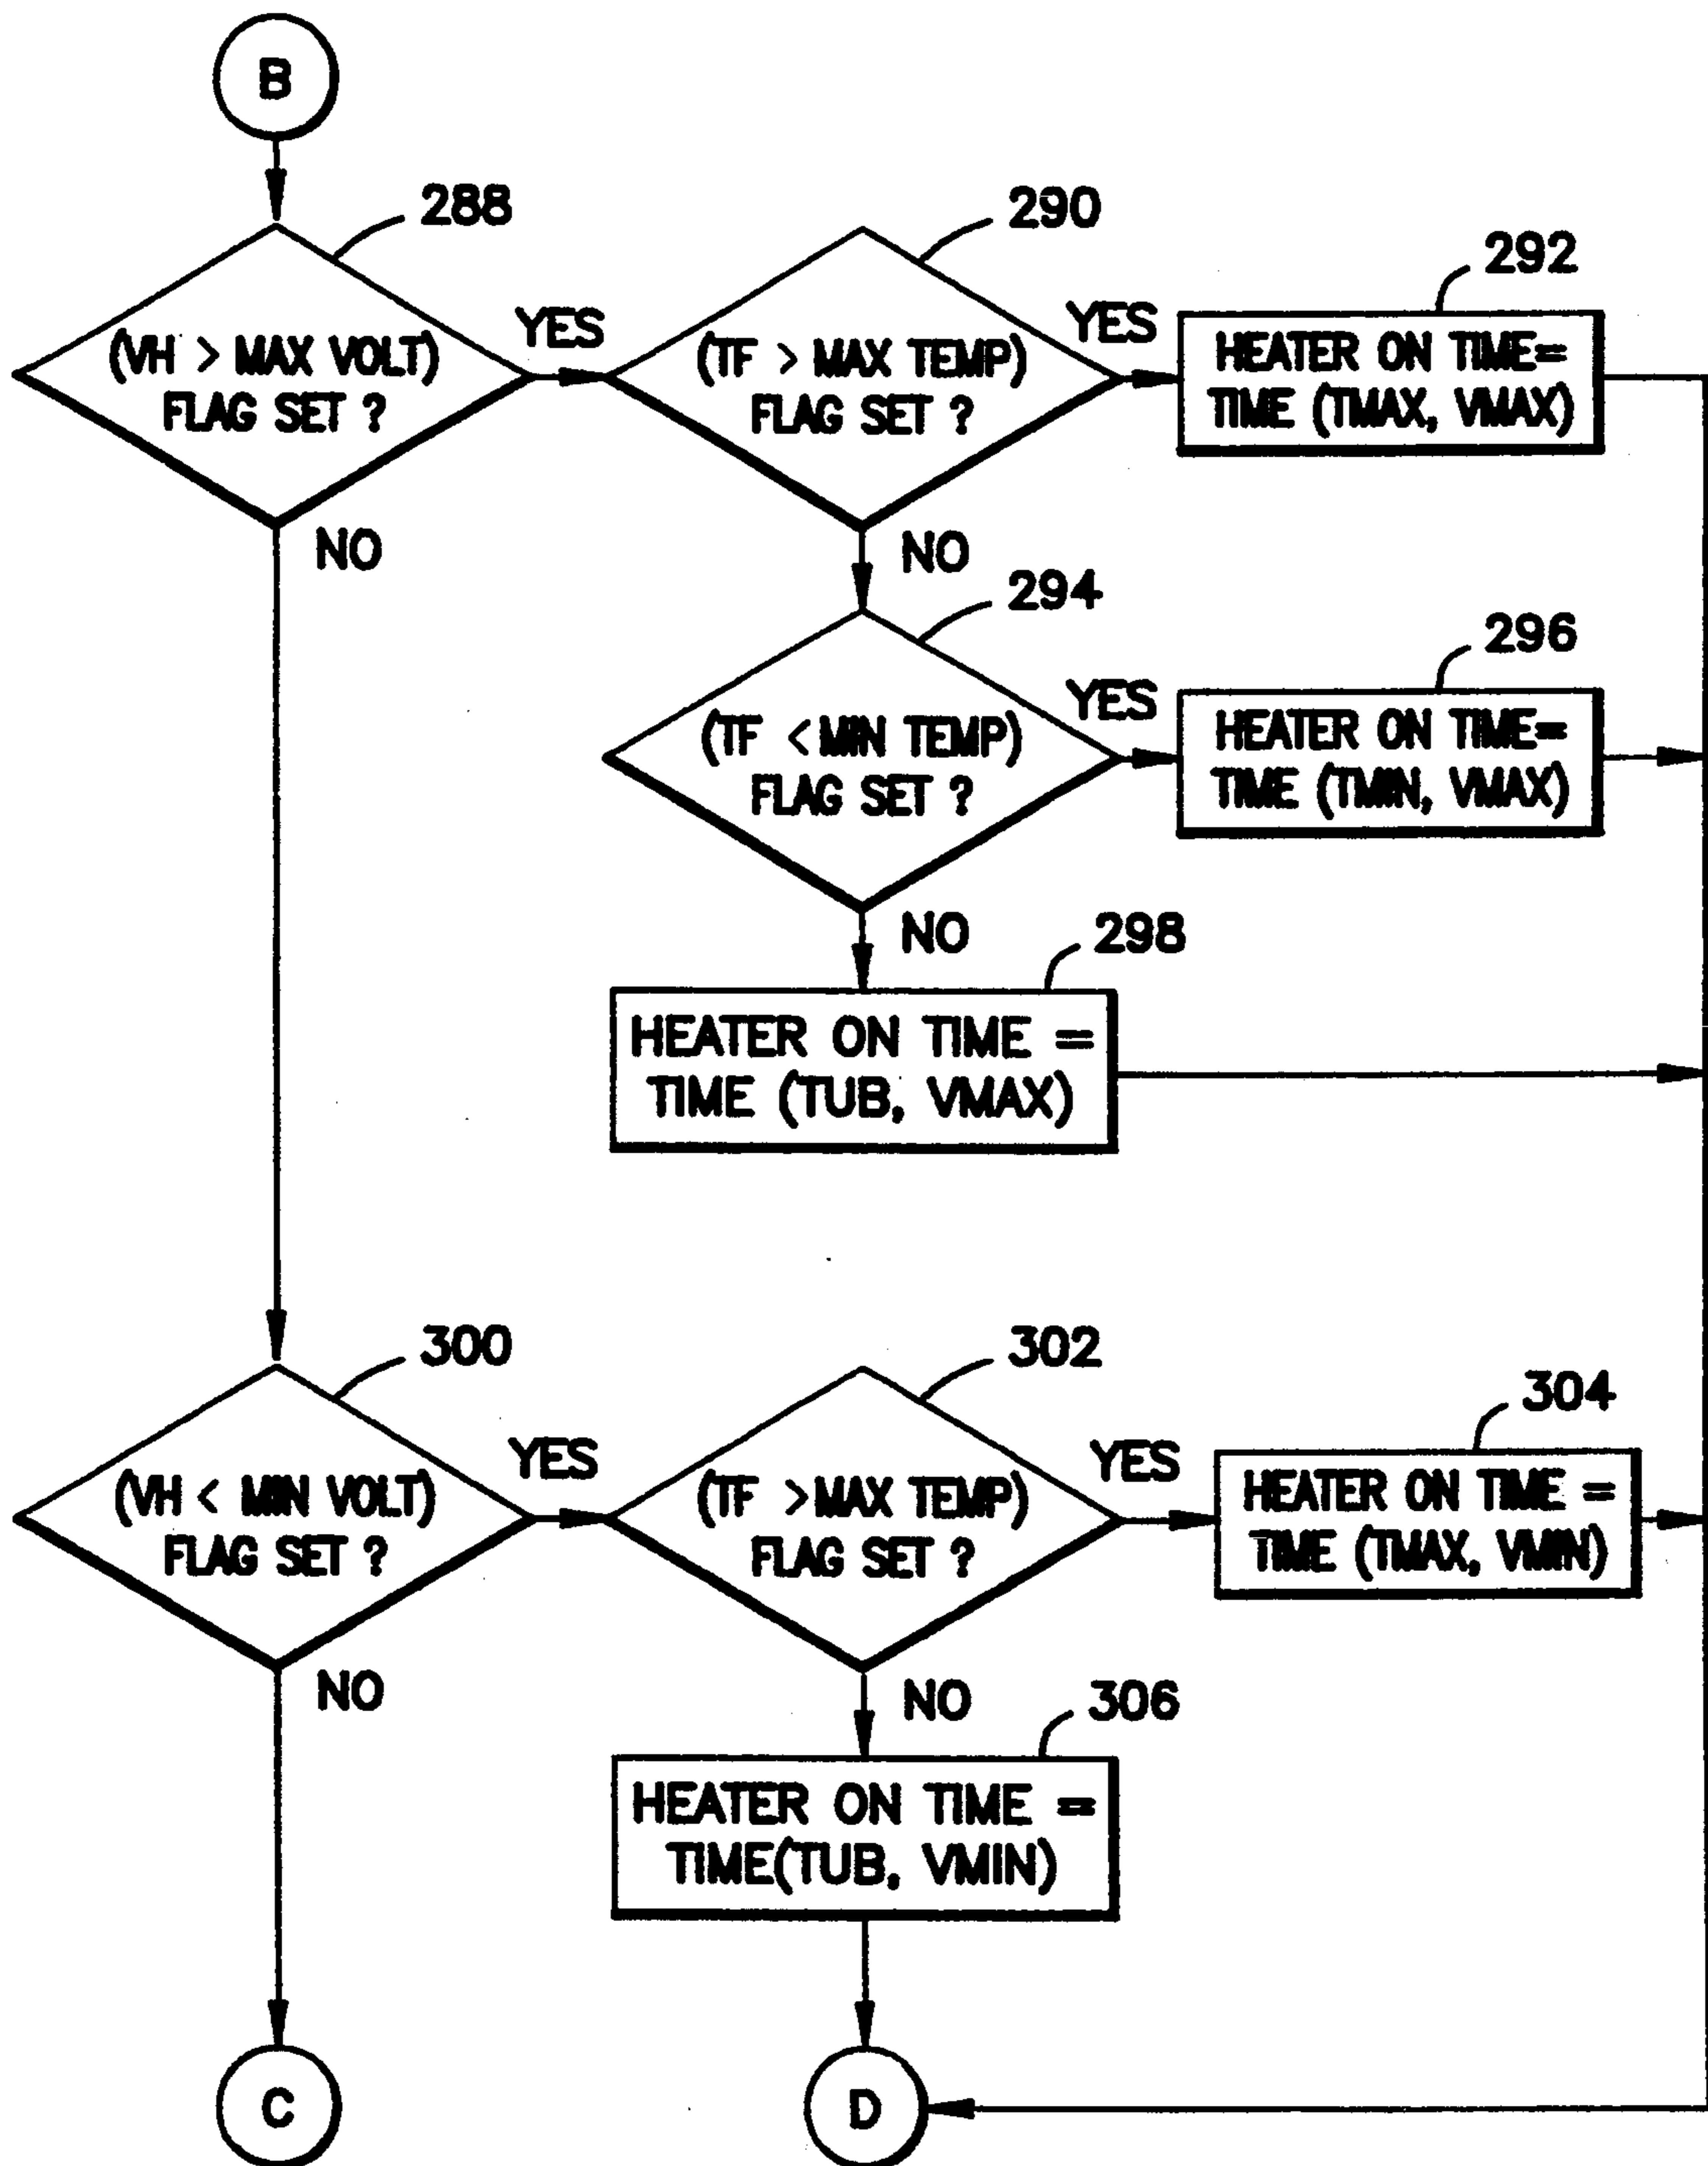 B
288
290
292
(VH > MAX VOLT)
FLAG SET ?
YES
(TF > MAX TEMP)
FLAG SET ?
YES
HEATER ON TIME=
TIME (TMAX, VMAX)
NO
NO
294
296
(TF < MIN TEMP)
FLAG SET ?
YES
HEATER ON TIME=
TIME (TMIN, VMAX)
NO
298
HEATER ON TIME =
TIME (TUB, VMAX)
300
302
304
(VH < MIN VOLT)
FLAG SET ?
YES
(TF >MAX TEMP)
FLAG SET ?
YES
HEATER ON TIME =
TIME (TMAX, VMIN)
NO
NO
306
HEATER ON TIME =
TIME(TUB, VMIN)
C
D